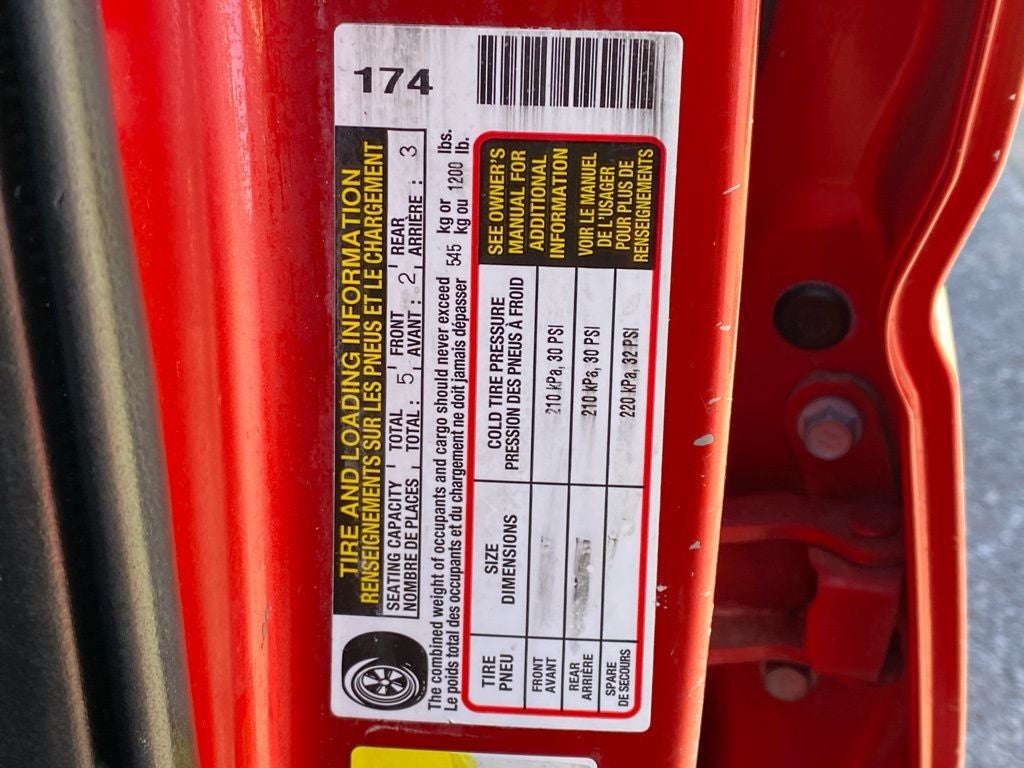 174
TIRE AND LOADING INFORMATION
RENSEIGNEMENTS SUR LES PNEUS ET LE CHARGEMENT
SEATING CAPACITY TOTAL FRONT REAR
NOMBRE DE PLACES TOTAL : 5 AVANT : 2 ARRIÈRE : 3
The combined weight of occupants and cargo should never exceed 545 kg or 1200 lbs.
Le poids total des occupants et du chargement ne doit jamais dépasser kg ou lb.
TIRE SIZE COLD TIRE PRESSURE
PNEU DIMENSIONS PRESSION DES PNEUS À FROID
FRONT 210 kPa, 30 PSI
AVANT
REAR 210 kPa, 30 PSI
ARRIÈRE
SPARE 220 kPa, 32 PSI
DE SECOURS
SEE OWNER'S
MANUAL FOR
ADDITIONAL
INFORMATION
VOIR LE MANUEL
DE L'USAGER
POUR PLUS DE
RENSEIGNEMENTS